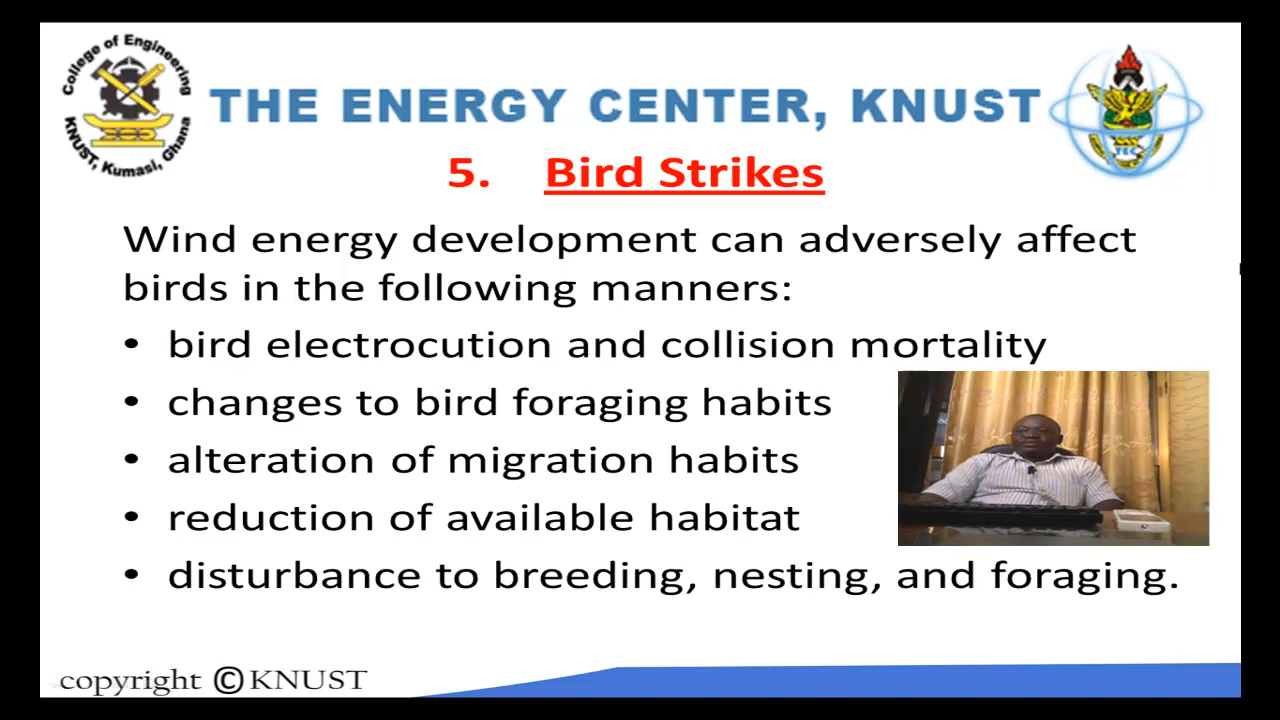 College of Engineering
KNUST, Kumasi, Ghana
THE ENERGY CENTER, KNUST
TEC
5. Bird Strikes
Wind energy development can adversely affect
birds in the following manners:
• bird electrocution and collision mortality
• changes to bird foraging habits
• alteration of migration habits
• reduction of available habitat
• disturbance to breeding, nesting, and foraging.
copyright ©KNUST